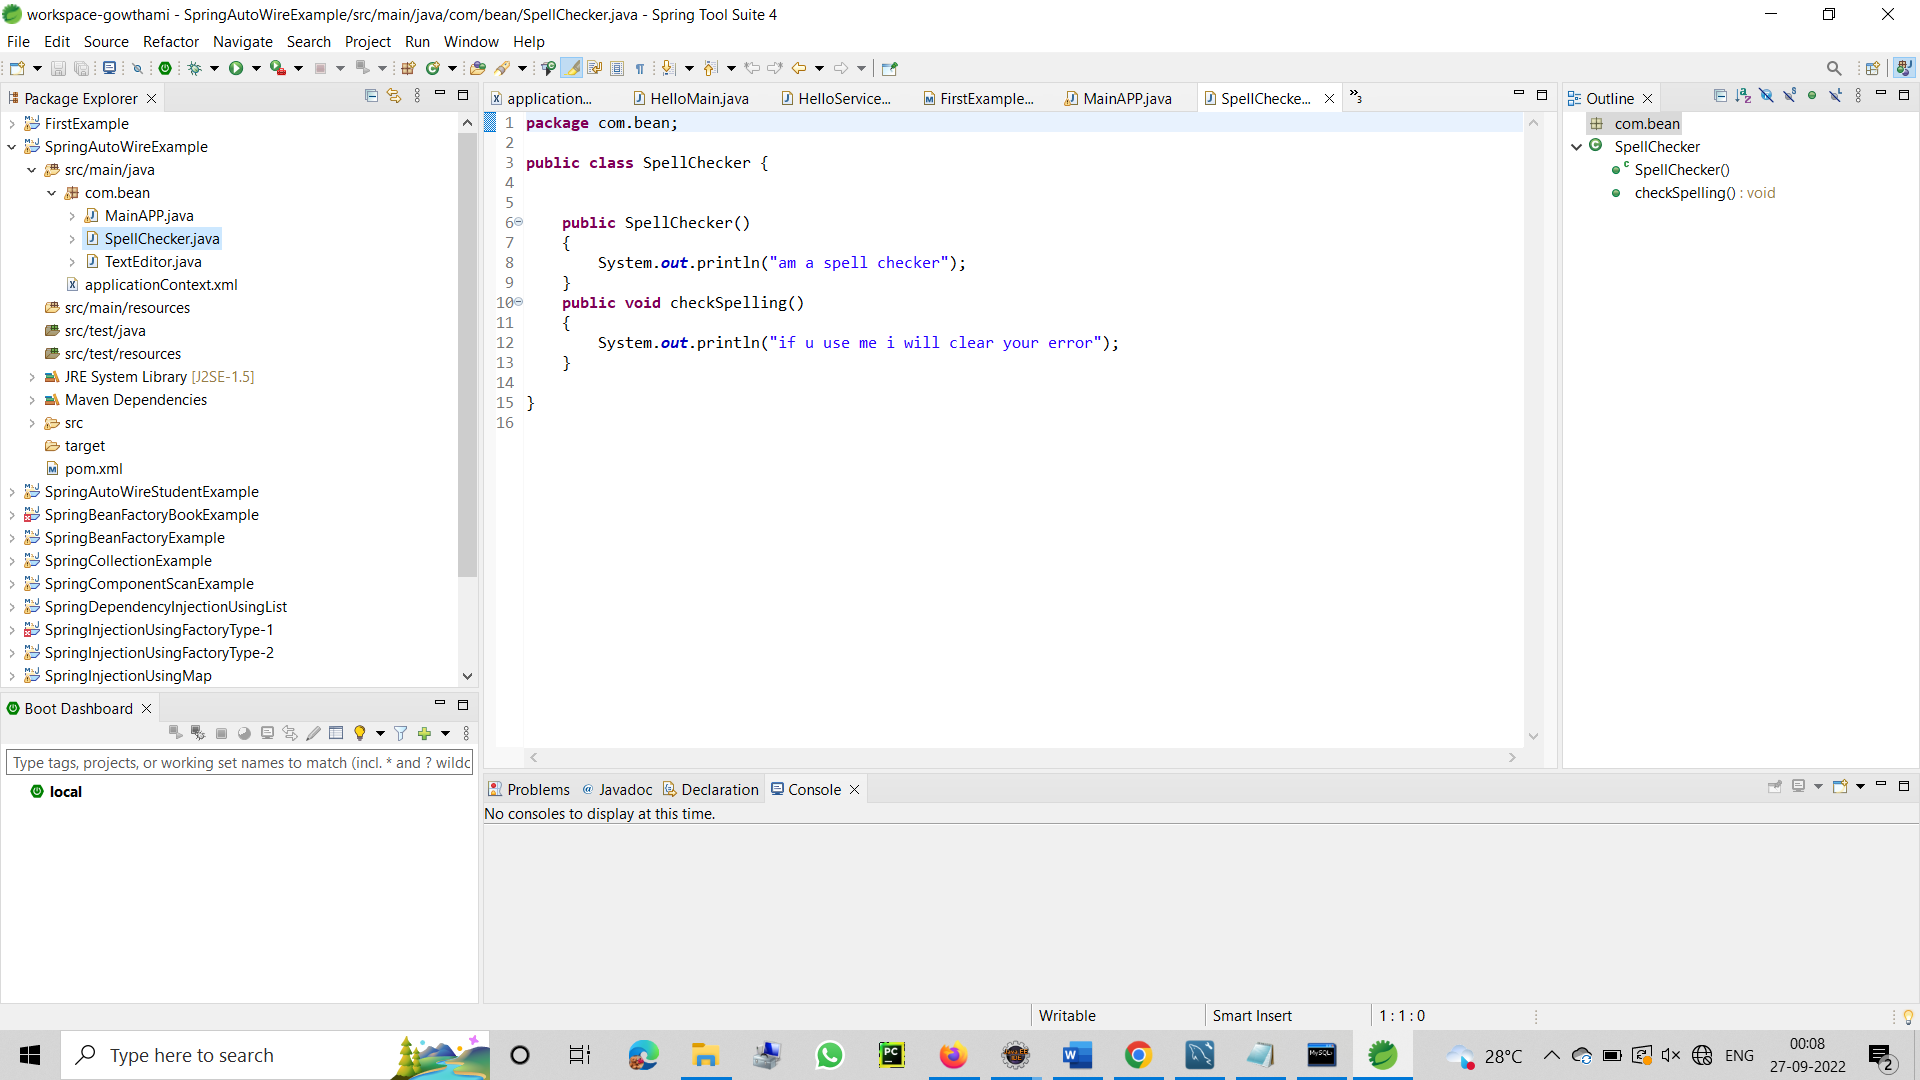 workspace-gowthami - SpringAutoWireExample/src/main/java/com/bean/SpellChecker.java - Spring Tool Suite 4
File Edit Source Refactor Navigate Search Project Run Window Help
Package Explorer
FirstExample
SpringAutoWireExample
src/main/java
com.bean
MainAPP.java
SpellChecker.java
TextEditor.java
applicationContext.xml
src/main/resources
src/test/java
src/test/resources
JRE System Library [J2SE-1.5]
Maven Dependencies
src
target
pom.xml
SpringAutoWireStudentExample
SpringBeanFactoryBookExample
SpringBeanFactoryExample
SpringCollectionExample
SpringComponentScanExample
SpringDependencyInjectionUsingList
SpringInjectionUsingFactoryType-1
SpringInjectionUsingFactoryType-2
SpringInjectionUsingMap
Boot Dashboard
Type tags, projects, or working set names to match (incl. * and ? wildc
local
application... HelloMain.java HelloService... FirstExample... MainAPP.java SpellChecke... »3
1 package com.bean;
2
3 public class SpellChecker {
4
5
6 public SpellChecker()
7 {
8 System.out.println("am a spell checker");
9 }
10 public void checkSpelling()
11 {
12 System.out.println("if u use me i will clear your error");
13 }
14
15 }
16
Outline
com.bean
SpellChecker
SpellChecker()
checkSpelling() : void
Problems Javadoc Declaration Console
No consoles to display at this time.
Writable Smart Insert 1 : 1 : 0
Type here to search
28°C ENG 00:08
27-09-2022
2